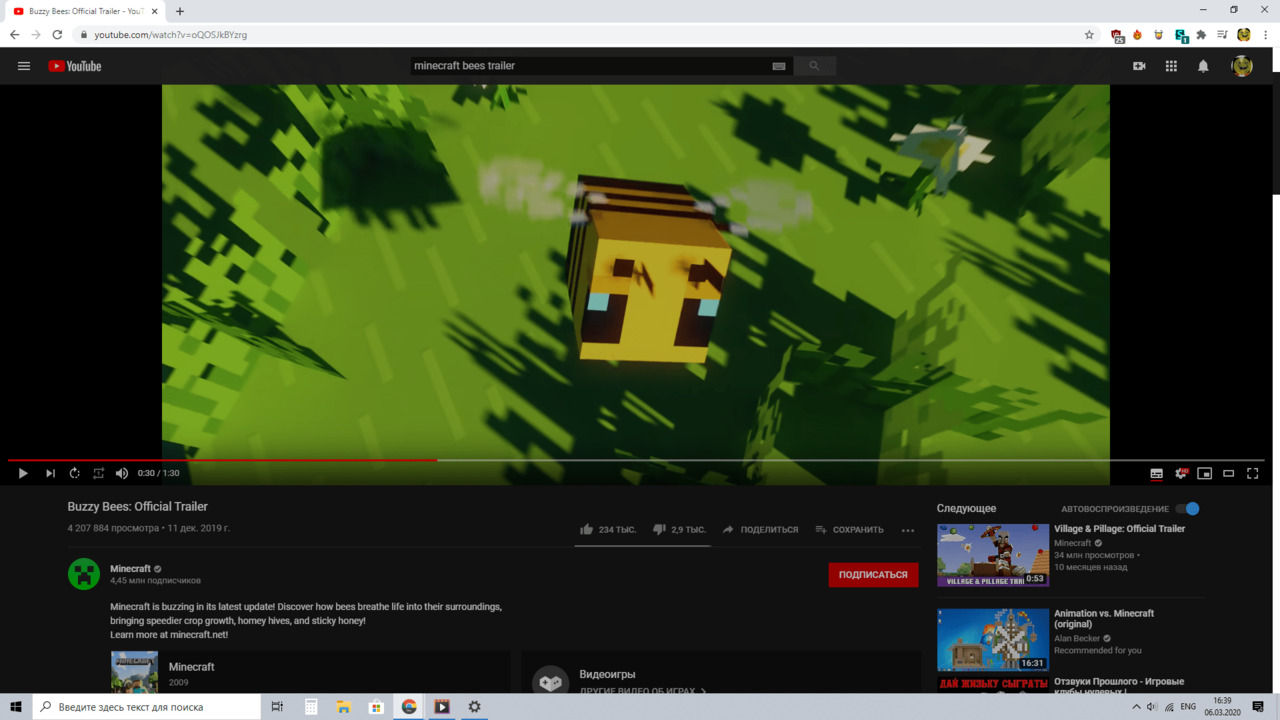 Buzzy Bees: Official Trailer - YouT
youtube.com/watch?v=oQOSJkBYzrg
25
1
YouTube
minecraft bees trailer
0:30 / 1:30
HD
Buzzy Bees: Official Trailer
4 207 884 просмотра • 11 дек. 2019 г.
234 ТЫС.
2,9 ТЫС.
ПОДЕЛИТЬСЯ
СОХРАНИТЬ
Minecraft
4,45 млн подписчиков
ПОДПИСАТЬСЯ
Minecraft is buzzing in its latest update! Discover how bees breathe life into their surroundings,
bringing speedier crop growth, homey hives, and sticky honey!
Learn more at minecraft.net!
MINECRAFT
Minecraft
2009
Видеоигры
ДРУГИЕ ВИДЕО ОБ ИГРАХ
Следующее
АВТОВОСПРОИЗВЕДЕНИЕ
VILLAGE & PILLAGE TRAI
0:53
Village & Pillage: Official Trailer
Minecraft
34 млн просмотров •
10 месяцев назад
16:31
Animation vs. Minecraft
(original)
Alan Becker
Recommended for you
ДАЙ ЖИЗЬКУ СЫГРАТЫ
Отзвуки Прошлого - Игровые
клубы нулевых |
Введите здесь текст для поиска
ENG
16:39
06.03.2020